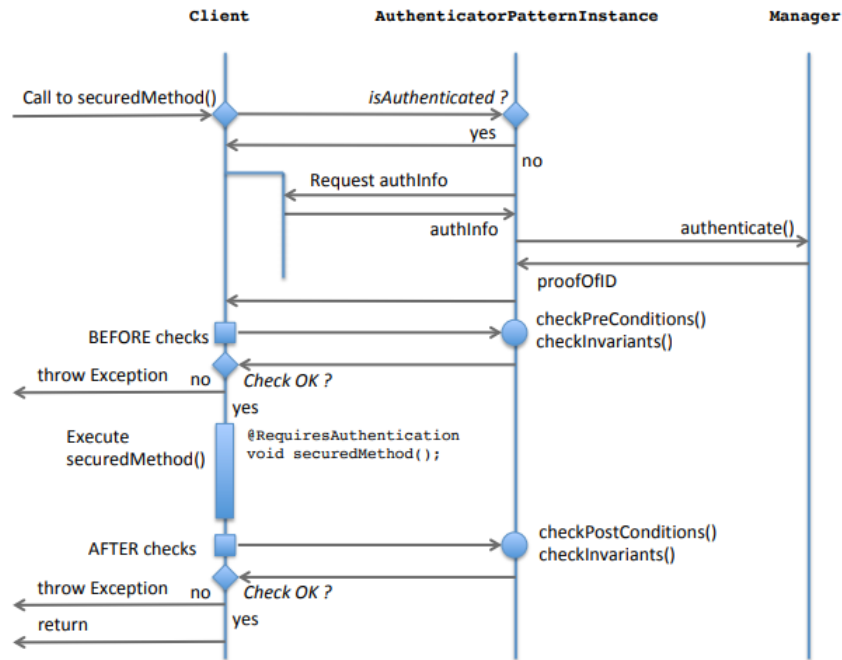 Client AuthenticatorPatternInstance Manager
Call to securedMethod() isAuthenticated ?
yes
no
Request authInfo
authInfo authenticate()
proofOfID
BEFORE checks checkPreConditions()
checkInvariants()
throw Exception no Check OK ?
yes
Execute @RequiresAuthentication
securedMethod() void securedMethod();
AFTER checks checkPostConditions()
checkInvariants()
throw Exception no Check OK ?
return yes